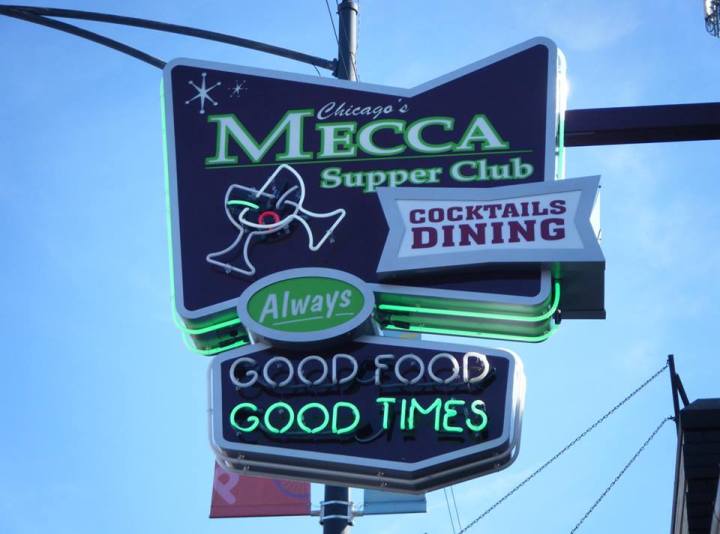 Chicago's
MECCA
Supper Club
COCKTAILS
DINING
Always
GOOD FOOD
GOOD TIMES